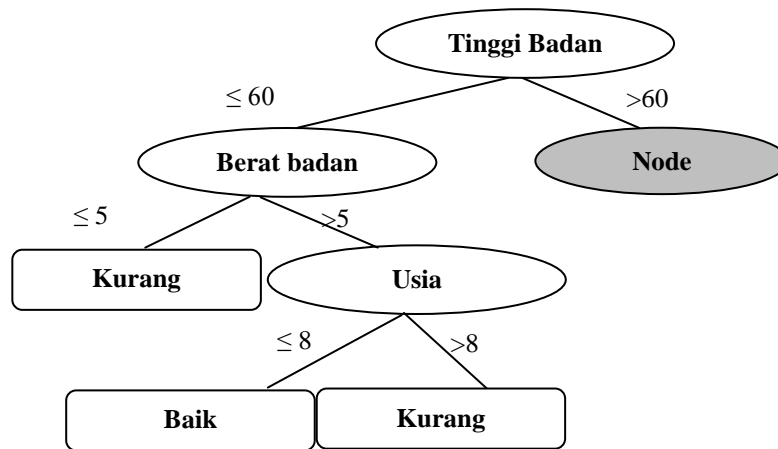 Tinggi Badan
≤ 60
>60
Berat badan
Node
≤ 5
>5
Kurang
Usia
≤ 8
>8
Baik
Kurang